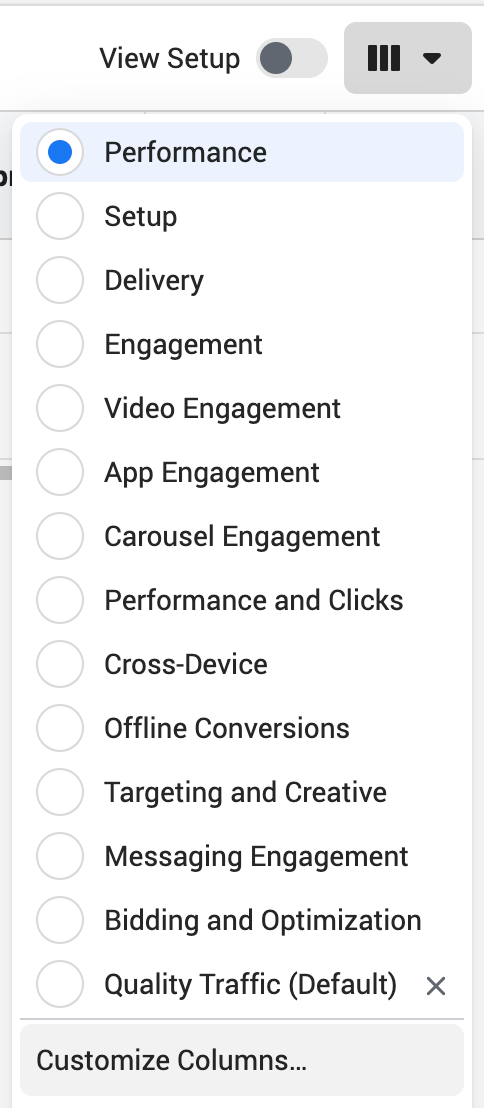 View Setup
Performance
Setup
Delivery
Engagement
Video Engagement
App Engagement
Carousel Engagement
Performance and Clicks
Cross-Device
Offline Conversions
Targeting and Creative
Messaging Engagement
Bidding and Optimization
Quality Traffic (Default)
Customize Columns...